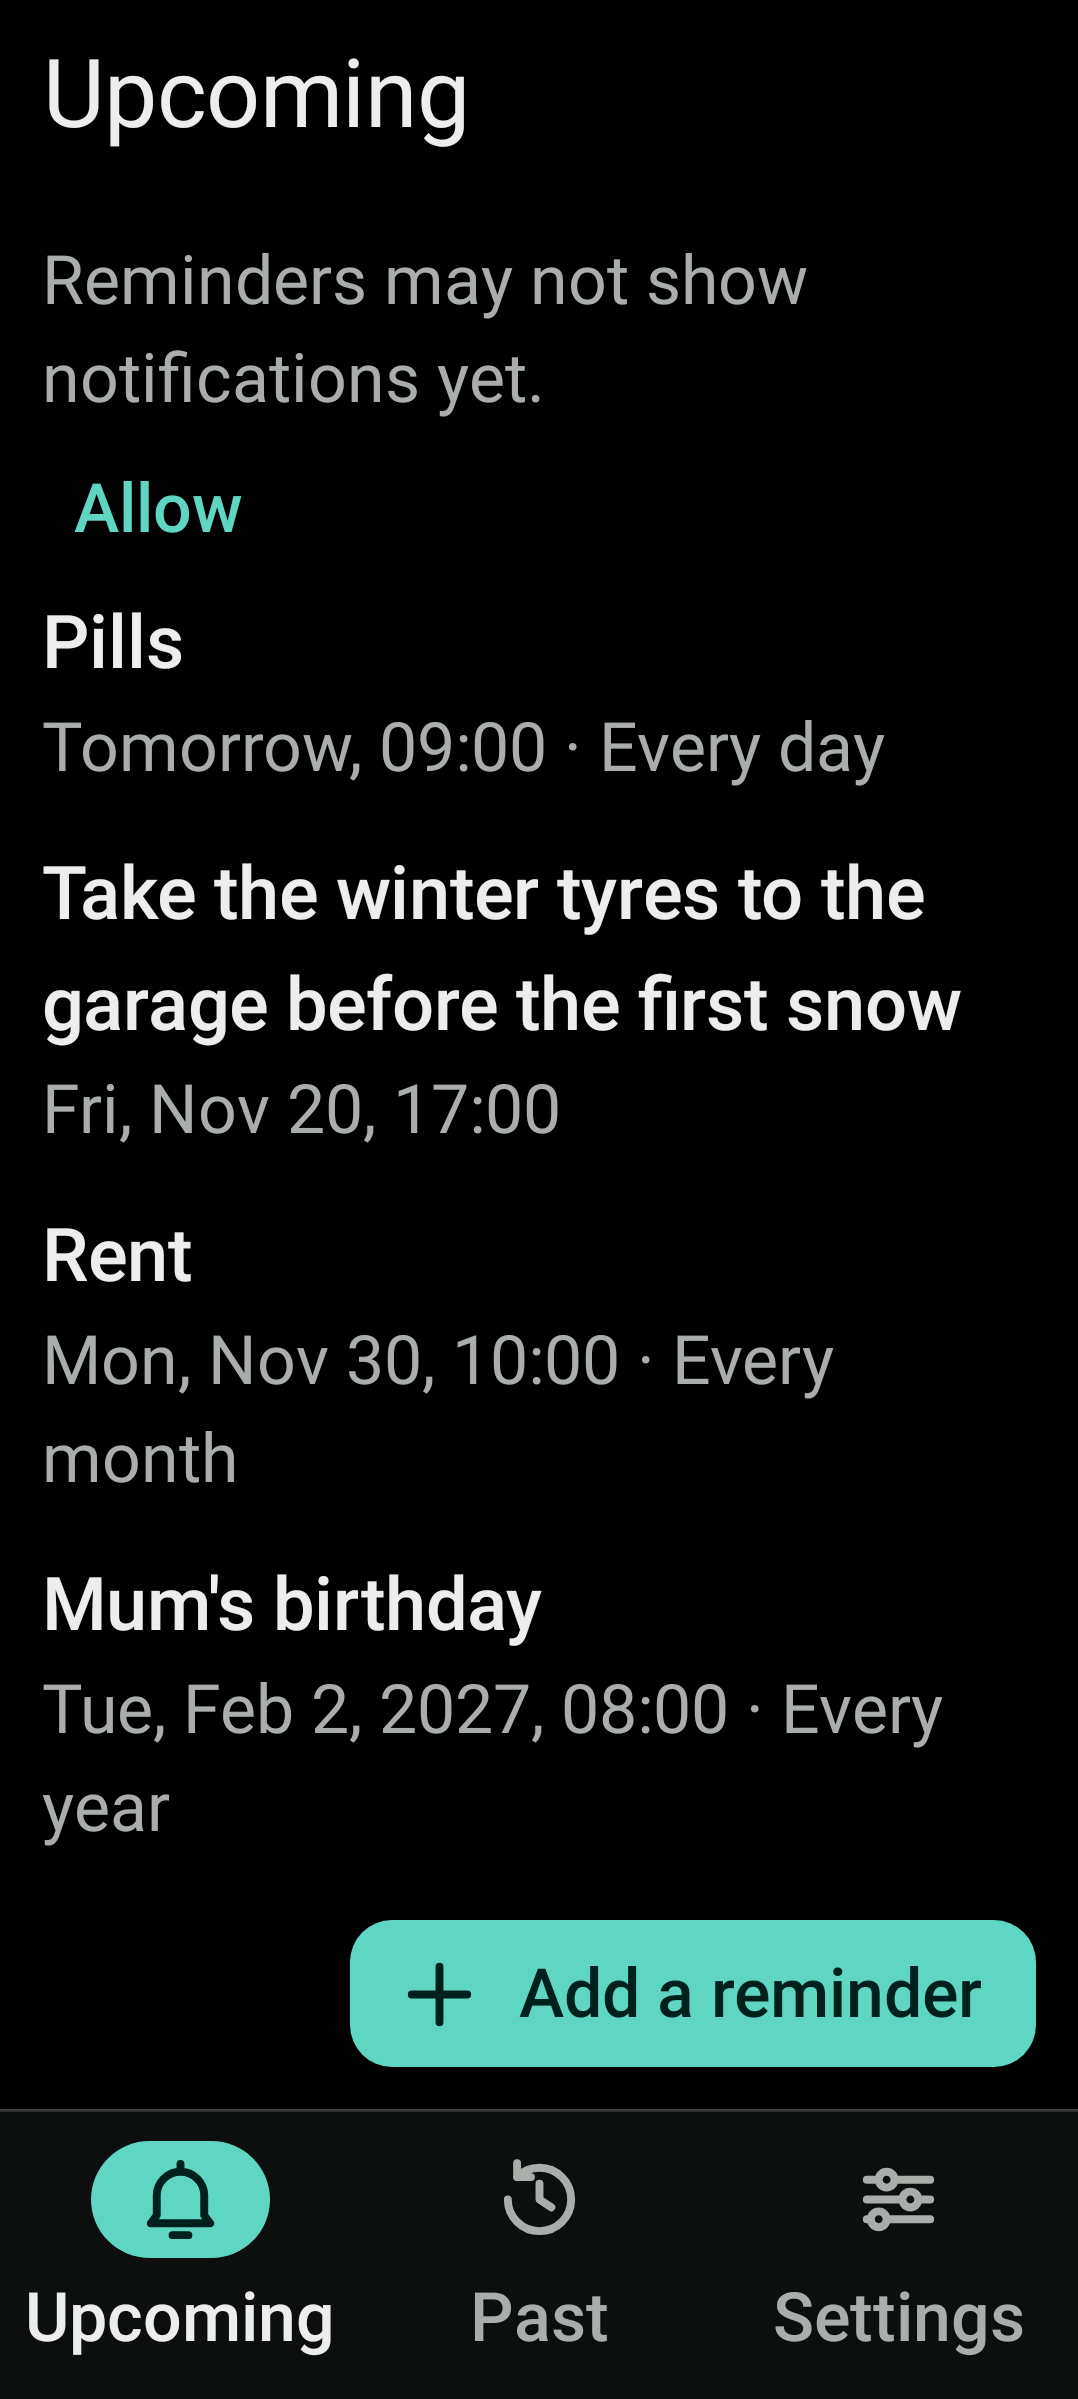 Upcoming
Reminders may not show
notifications yet.
Allow
Pills
Tomorrow, 09:00 · Every day
Take the winter tyres to the
garage before the first snow
Fri, Nov 20, 17:00
Rent
Mon, Nov 30, 10:00 · Every
month
Mum's birthday
Tue, Feb 2, 2027, 08:00 · Every
year
Add a reminder
Upcoming
Past
Settings